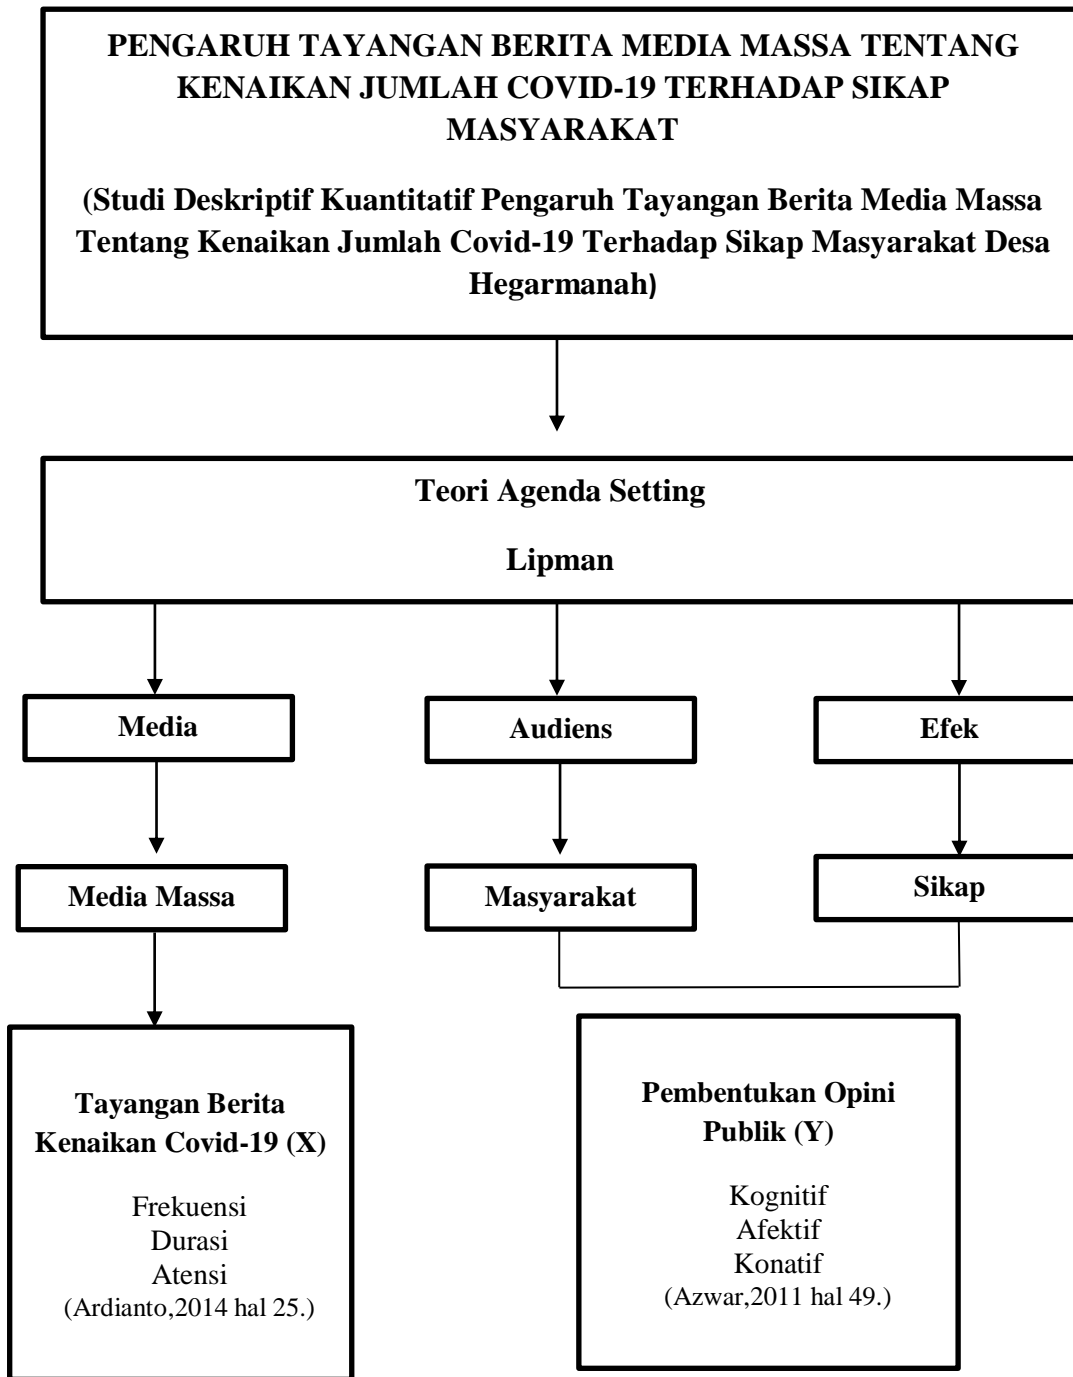 PENGARUH TAYANGAN BERITA MEDIA MASSA TENTANG
KENAIKAN JUMLAH COVID-19 TERHADAP SIKAP
MASYARAKAT
(Studi Deskriptif Kuantitatif Pengaruh Tayangan Berita Media Massa
Tentang Kenaikan Jumlah Covid-19 Terhadap Sikap Masyarakat Desa
Hegarmanah)
Teori Agenda Setting
Lipman
Media
Audiens
Efek
Media Massa
Masyarakat
Sikap
Tayangan Berita
Kenaikan Covid-19 (X)
Frekuensi
Durasi
Atensi
(Ardianto,2014 hal 25.)
Pembentukan Opini
Publik (Y)
Kognitif
Afektif
Konatif
(Azwar,2011 hal 49.)